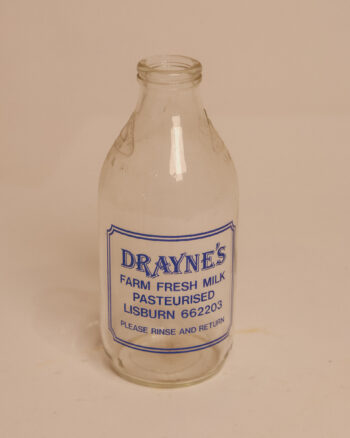 DRAYNE'S
FARM FRESH MILK
PASTEURISED
LISBURN 662203
PLEASE RINSE AND RETURN